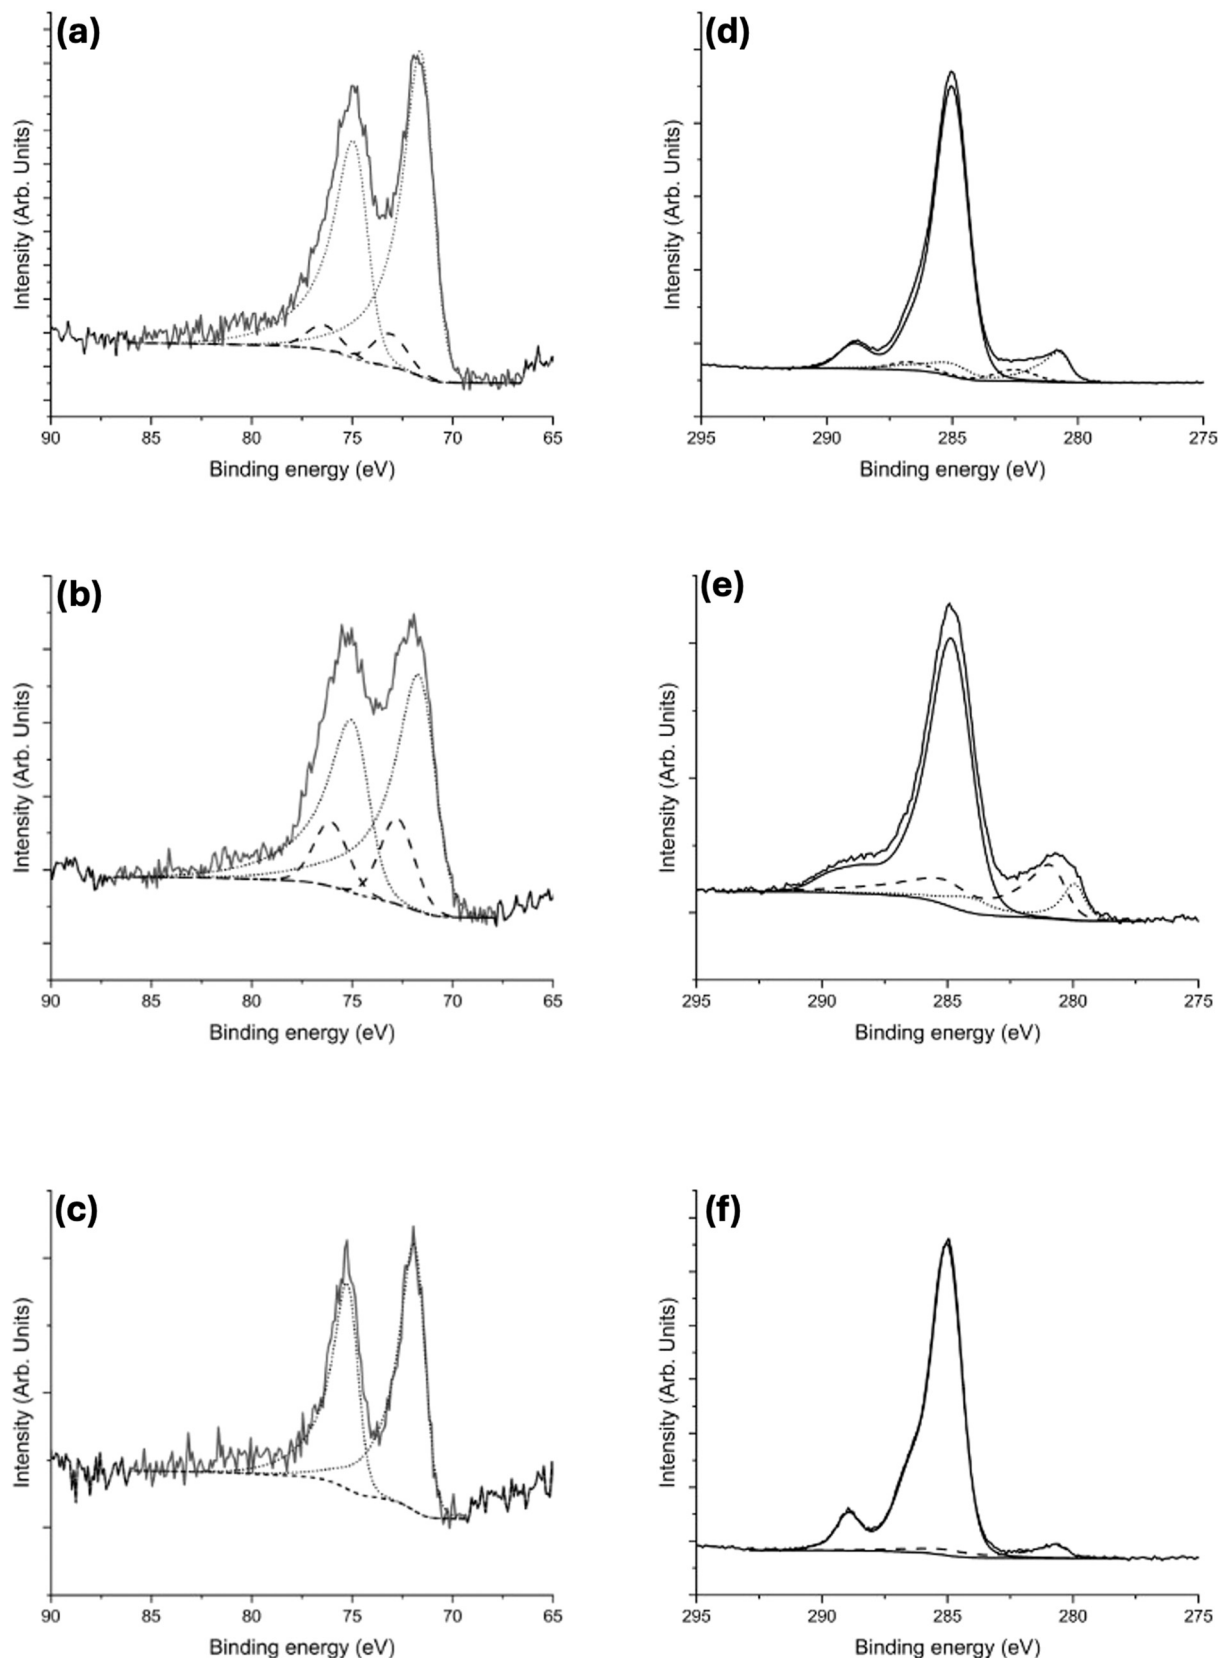 (a)
Intensity (Arb. Units)
90 85 80 75 70 65
Binding energy (eV)
(d)
Intensity (Arb. Units)
295 290 285 280 275
Binding energy (eV)
(b)
Intensity (Arb. Units)
90 85 80 75 70 65
Binding energy (eV)
(e)
Intensity (Arb. Units)
295 290 285 280 275
Binding energy (eV)
(c)
Intensity (Arb. Units)
90 85 80 75 70 65
Binding energy (eV)
(f)
Intensity (Arb. Units)
295 290 285 280 275
Binding energy (eV)